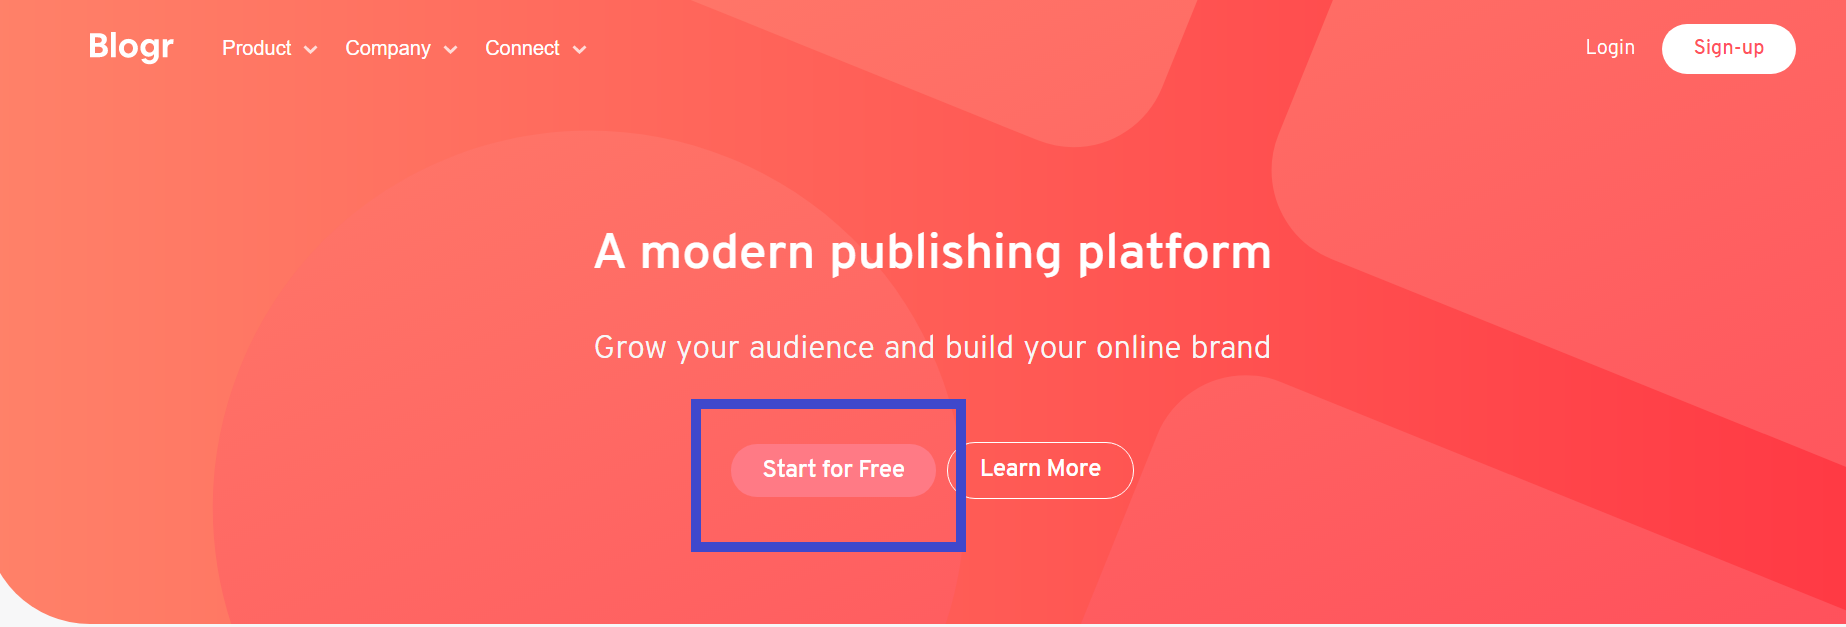 Blogr Product Company Connect Login Sign-up
A modern publishing platform
Grow your audience and build your online brand
Start for Free Learn More